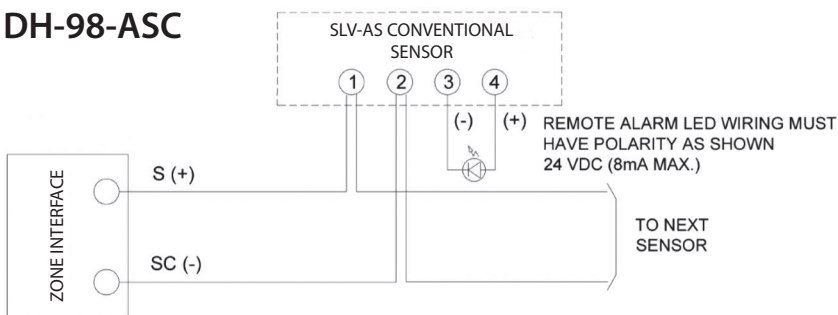 DH-98-ASC
SLV-AS CONVENTIONAL
SENSOR
1 2 3 4
(-) (+)
REMOTE ALARM LED WIRING MUST
HAVE POLARITY AS SHOWN
24 VDC (8mA MAX.)
ZONE INTERFACE
S (+)
SC (-)
TO NEXT
SENSOR